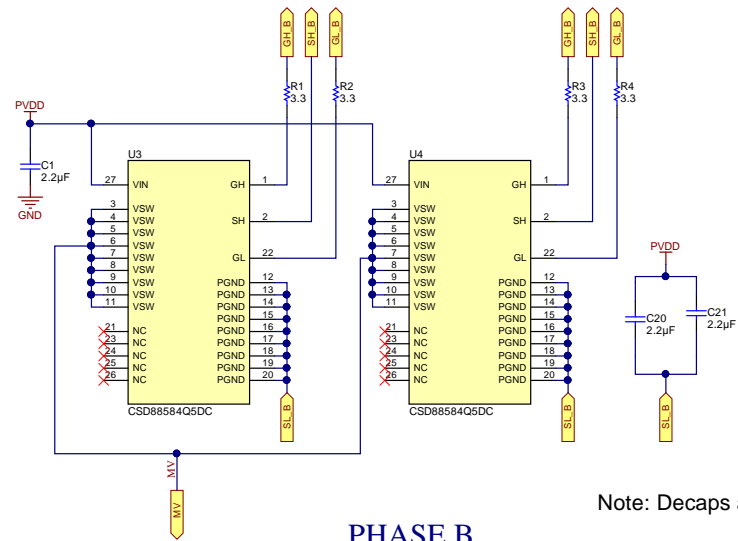 GH_B
SH_B
GL_B
GH_B
SH_B
GL_B
R1
3.3
R2
3.3
R3
3.3
R4
3.3
PVDD
C1
2.2µF
GND
U3
27 VIN
3 VSW
4 VSW
5 VSW
6 VSW
7 VSW
8 VSW
9 VSW
10 VSW
11 VSW
21 NC
23 NC
24 NC
25 NC
26 NC
GH 1
SH 2
GL 22
PGND 12
PGND 13
PGND 14
PGND 15
PGND 16
PGND 17
PGND 18
PGND 19
PGND 20
CSD88584Q5DC
SL_B
U4
27 VIN
3 VSW
4 VSW
5 VSW
6 VSW
7 VSW
8 VSW
9 VSW
10 VSW
11 VSW
21 NC
23 NC
24 NC
25 NC
26 NC
GH 1
SH 2
GL 22
PGND 12
PGND 13
PGND 14
PGND 15
PGND 16
PGND 17
PGND 18
PGND 19
PGND 20
CSD88584Q5DC
SL_B
PVDD
C20
2.2µF
C21
2.2µF
SL_B
MV
MV
Note: Decaps a
PHASE B